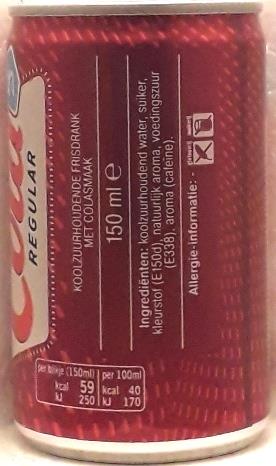 Cola
REGULAR
KOOLZUURHOUDENDE FRISDRANK
MET COLASMAAK
150 ml e
Ingrediënten: koolzuurhoudend water, suiker,
kleurstof (E150d), natuurlijk aroma, voedingszuur
(E338), aroma (cafeïne).
Allergie-informatie: -
per blikje (150ml) per 100ml
kcal 59 kcal 40
kJ 250 kJ 170